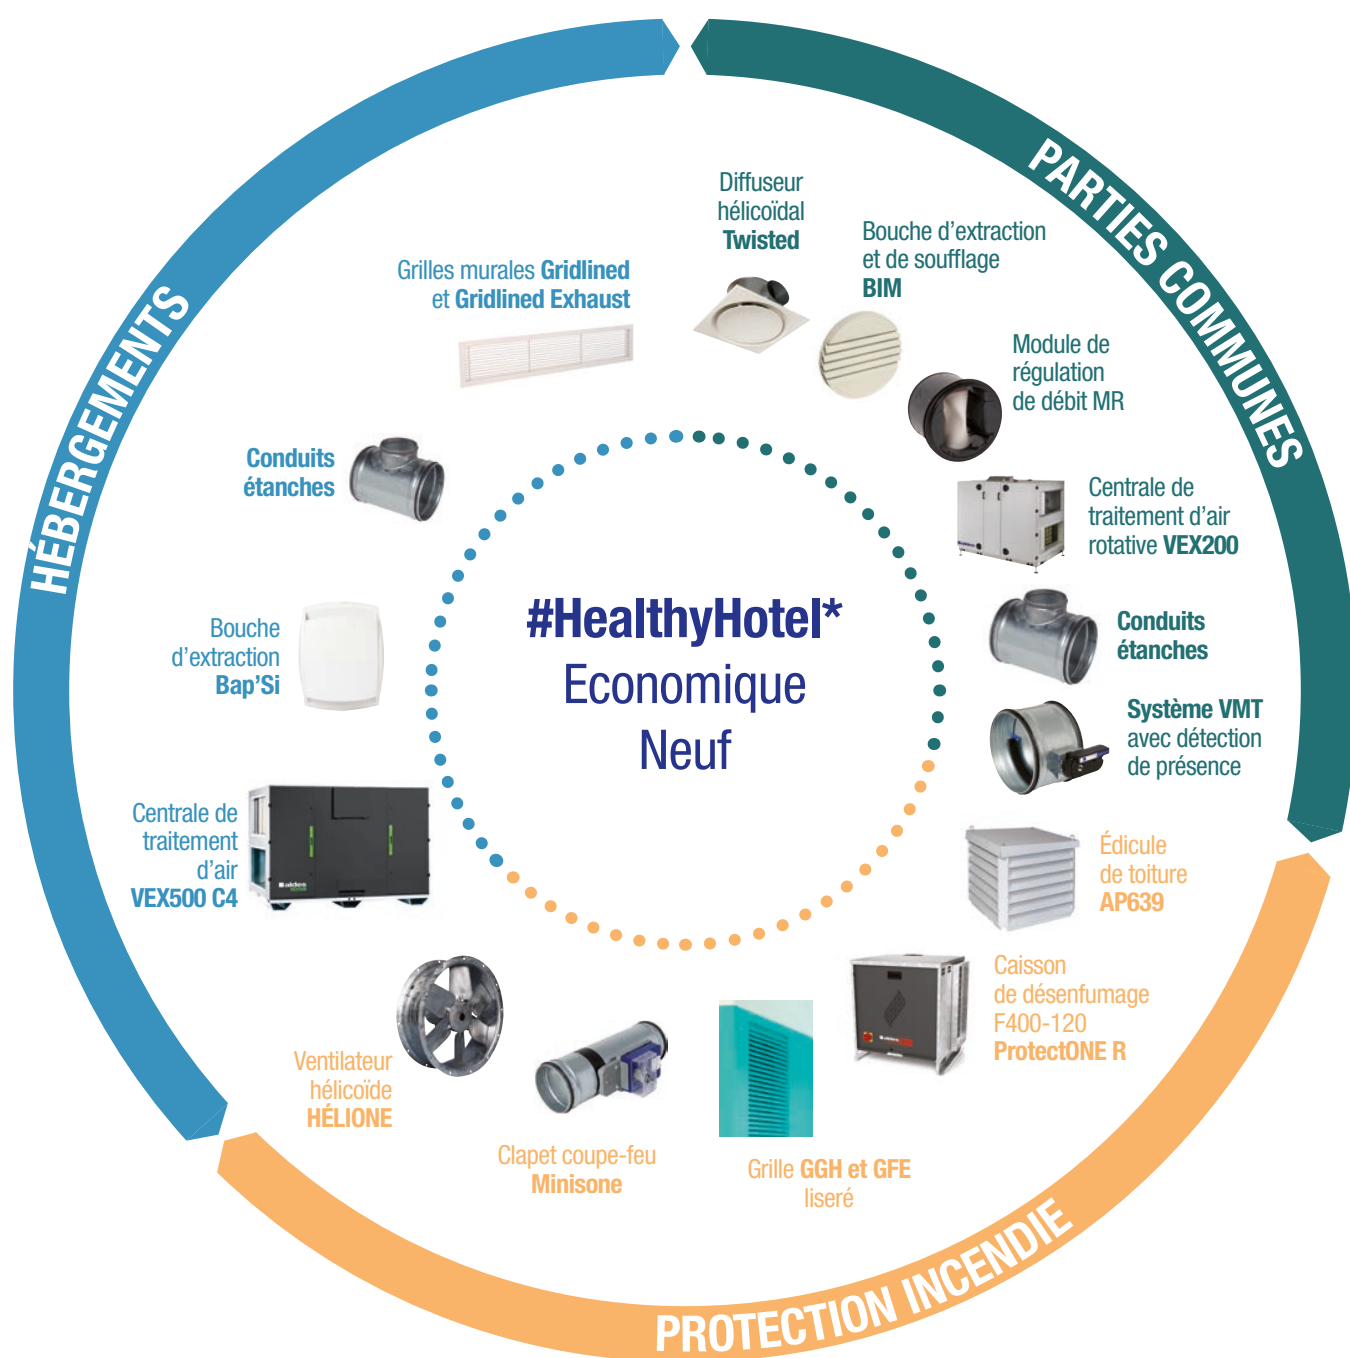 HÉBERGEMENTS
PARTIES COMMUNES
PROTECTION INCENDIE
#HealthyHotel*
Economique
Neuf
Grilles murales Gridlined
et Gridlined Exhaust
Conduits
étanches
Bouche
d'extraction
Bap'Si
Centrale de
traitement
d'air
VEX500 C4
aldes
Diffuseur
hélicoïdal
Twisted
Bouche d'extraction
et de soufflage
BIM
Module de
régulation
de débit MR
Centrale de
traitement d'air
rotative VEX200
Conduits
étanches
Système VMT
avec détection
de présence
Édicule
de toiture
AP639
Caisson
de désenfumage
F400-120
ProtectONE R
Grille GGH et GFE
liseré
Clapet coupe-feu
Minisone
Ventilateur
hélicoïde
HÉLIONE